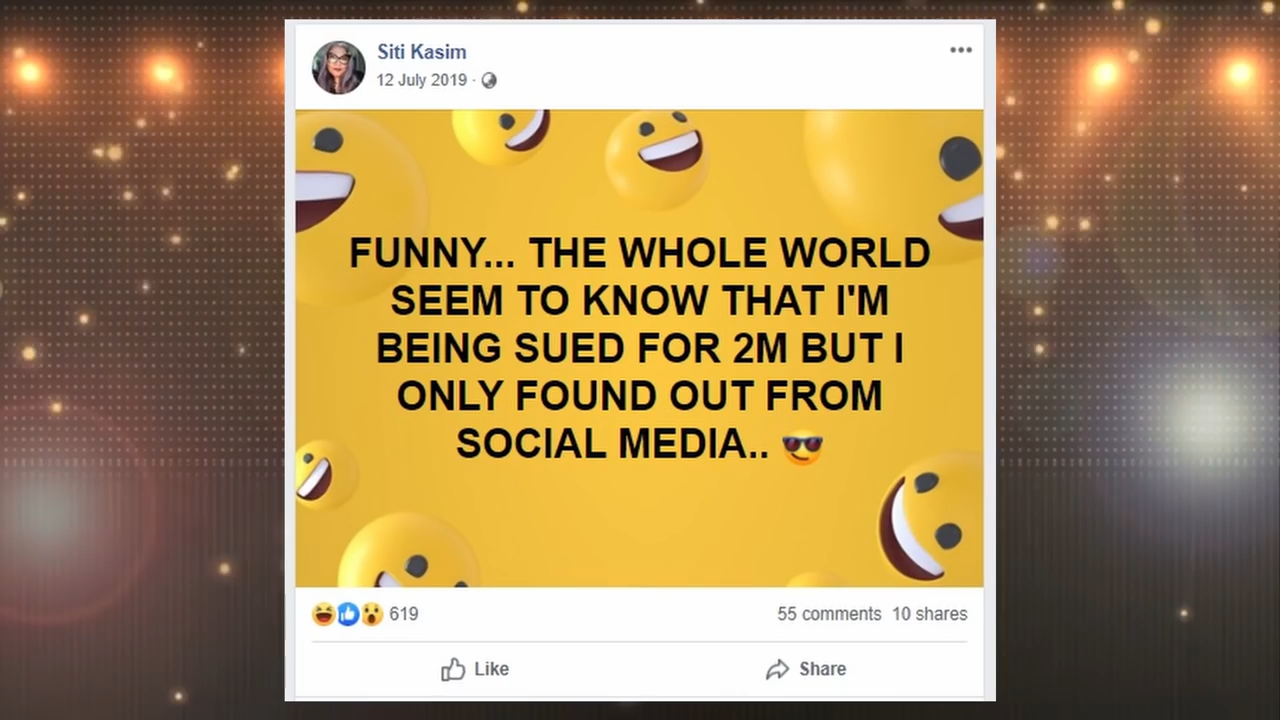 Siti Kasim
12 July 2019 ·
FUNNY... THE WHOLE WORLD
SEEM TO KNOW THAT I'M
BEING SUED FOR 2M BUT I
ONLY FOUND OUT FROM
SOCIAL MEDIA.. 😎
619
55 comments 10 shares
Like
Share